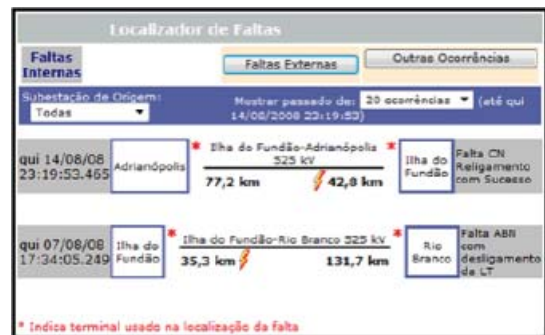 Localizador de Faltas
Faltas Internas
Faltas Externas
Outras Ocorrências
Subestação de Origem:
Todas
Mostrar passado de: 20 ocorrências (até qui
14/08/2008 23:19:53)
qui 14/08/08
23:19:53.465
Adrianópolis
* Ilha do Fundão-Adrianópolis *
525 kV
77,2 km 42,8 km
Ilha do
Fundão
Falta CN
Religamento
com Sucesso
qui 07/08/08
17:34:05.249
Ilha do
Fundão
* Ilha do Fundão-Rio Branco 525 kV *
35,3 km 131,7 km
Rio
Branco
Falta ABN
com
desligamento
da LT
* Indica terminal usado na localização da falta